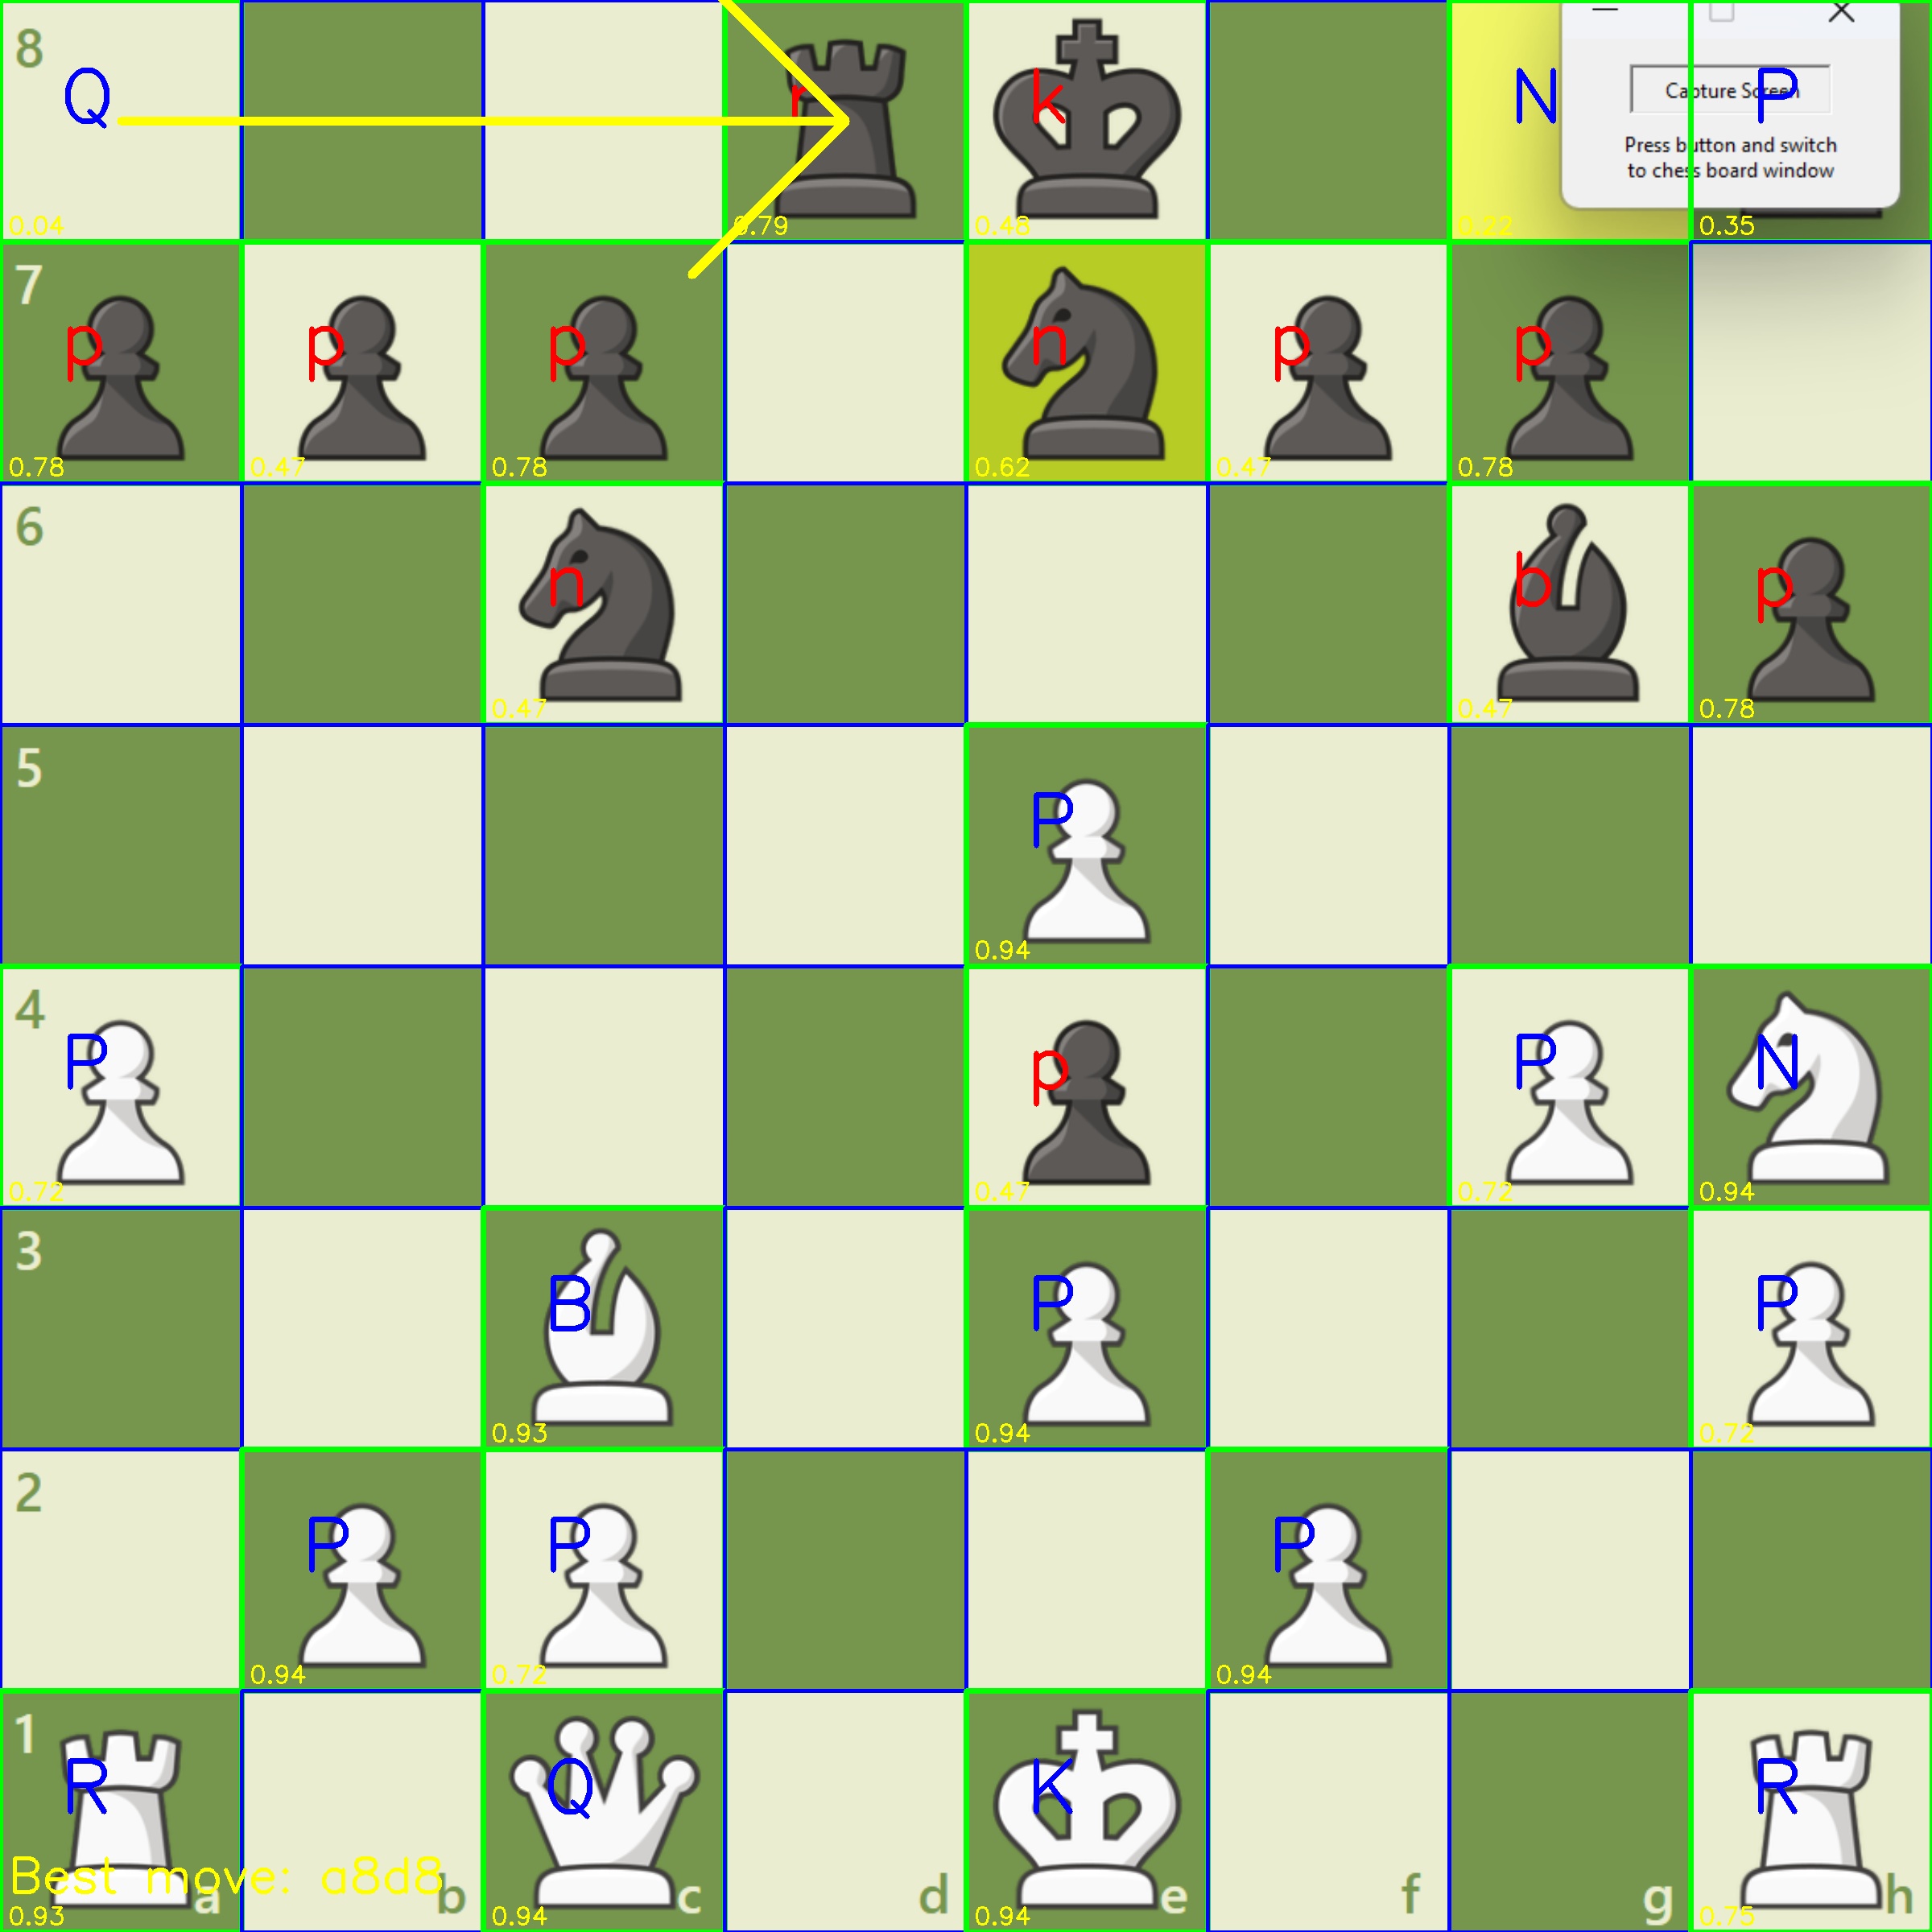 8 Q r k N P
Capture Screen
Press button and switch
to chess board window
0.04 0.79 0.48 0.22 0.35
7 p p p n p p
0.78 0.47 0.78 0.62 0.47 0.78
6 n b p
0.47 0.47 0.78
5 P
0.94
4 P p P N
0.72 0.47 0.72 0.94
3 B P P
0.93 0.94 0.72
2 P P P
0.94 0.72 0.94
1 R Q K R
Best move: a8d8
a b c d e f g h
0.93 0.94 0.94 0.75